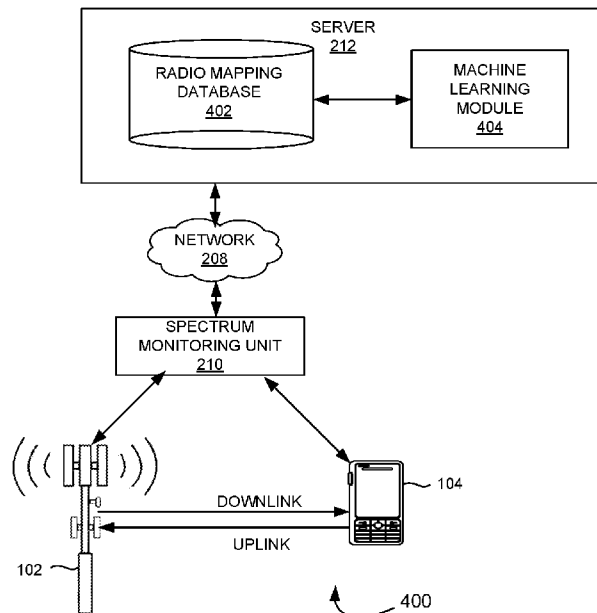 SERVER
212
RADIO MAPPING
DATABASE
402
MACHINE
LEARNING
MODULE
404
NETWORK
208
SPECTRUM
MONITORING UNIT
210
104
DOWNLINK
UPLINK
102
400